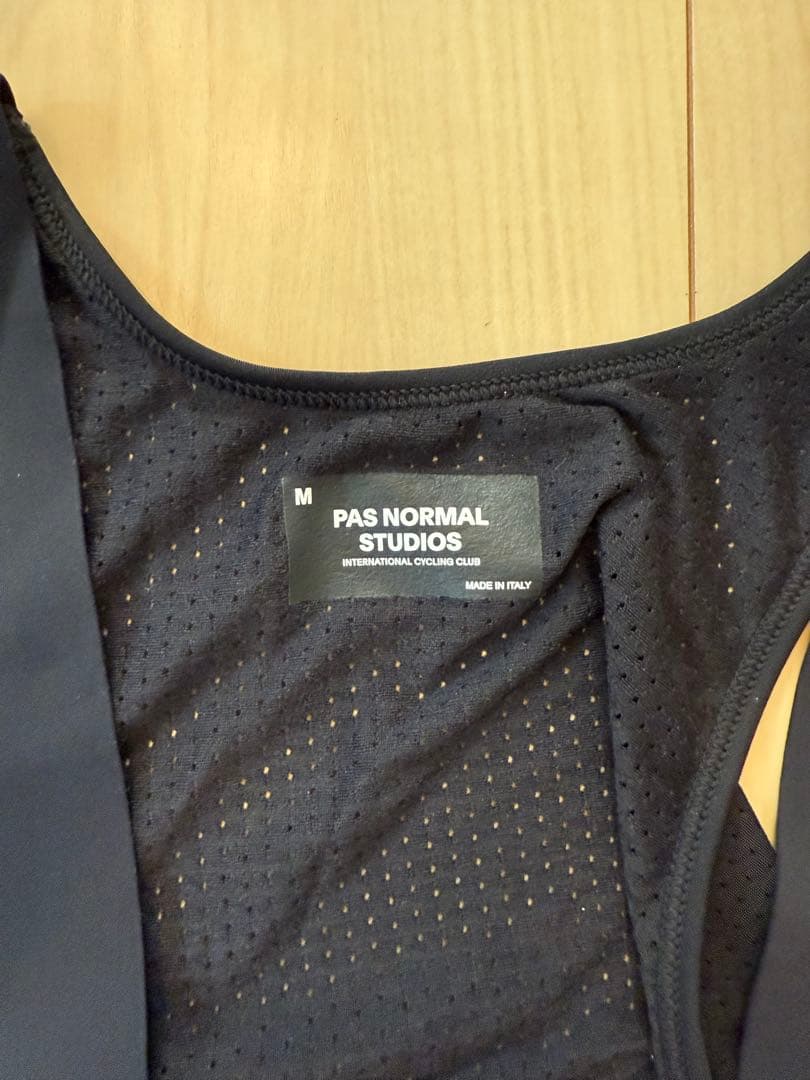 M
PAS NORMAL
STUDIOS
INTERNATIONAL CYCLING CLUB
MADE IN ITALY